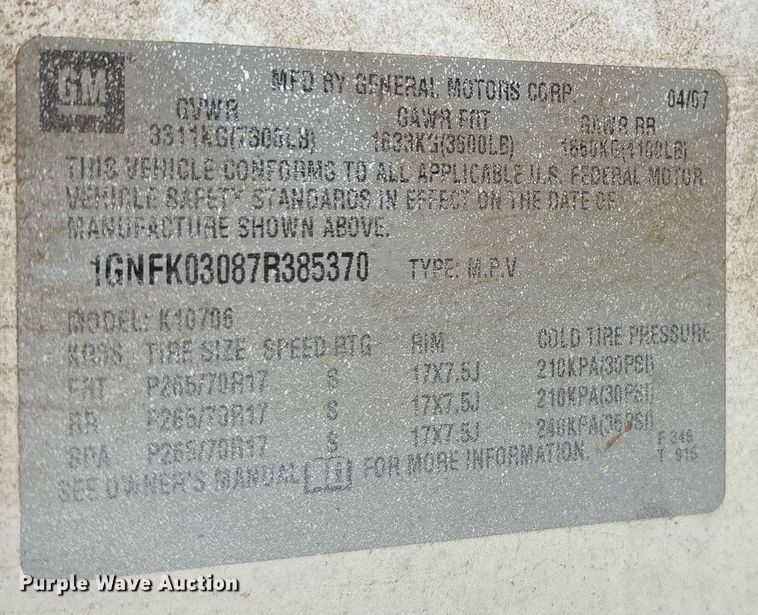 GM
MFD BY GENERAL MOTORS CORP. 04/07
GVWR GAWR FRT GAWR RR
3311KG(7300LB) 1633KG(3600LB) 1860KG(4100LB)
THIS VEHICLE CONFORMS TO ALL APPLICABLE U.S. FEDERAL MOTOR
VEHICLE SAFETY STANDARDS IN EFFECT ON THE DATE OF
MANUFACTURE SHOWN ABOVE.
1GNFK03087R385370 TYPE: M.P.V.
MODEL: K10706
TIRE SIZE SPEED RTG RIM COLD TIRE PRESSURE
FRT P265/70R17 S 17X7.5J 210KPA(30PSI)
RR P265/70R17 S 17X7.5J 210KPA(30PSI)
SPA P265/70R17 S 17X7.5J 240KPA(35PSI)
SEE OWNER'S MANUAL FOR MORE INFORMATION.
Purple Wave Auction